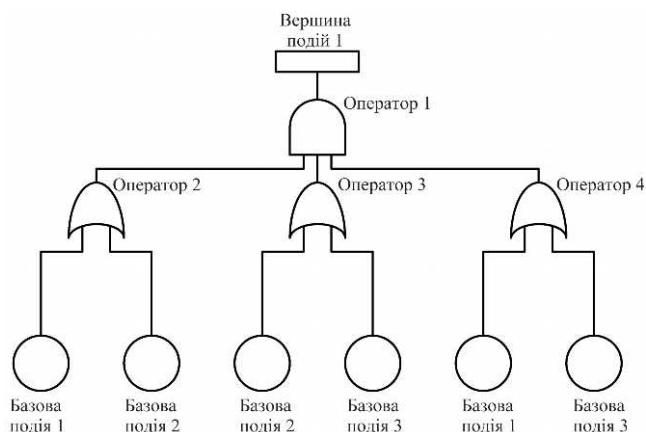 Вершина
подій 1
Оператор 1
Оператор 2
Оператор 3
Оператор 4
Базова
подія 1
Базова
подія 2
Базова
подія 2
Базова
подія 3
Базова
подія 1
Базова
подія 3